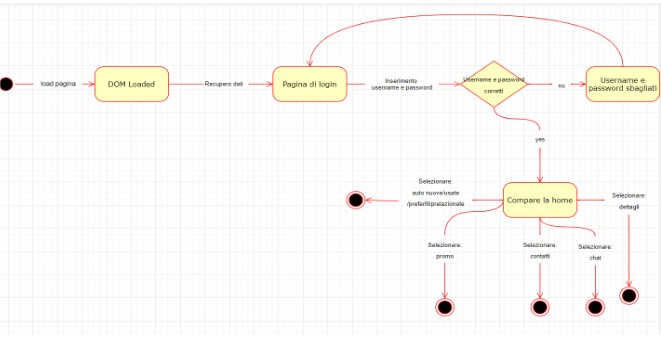 load pagina
DOM Loaded
Recupero dati
Pagina di login
Inserimento
username e password
Username e password
corretti
no
Username e
password sbagliati
yes
Compare la home
Selezionare:
auto nuove/usate
/preferiti/prelazionate
Selezionare:
dettagli
Selezionare:
promo
Selezionare:
contatti
Selezionare:
chat